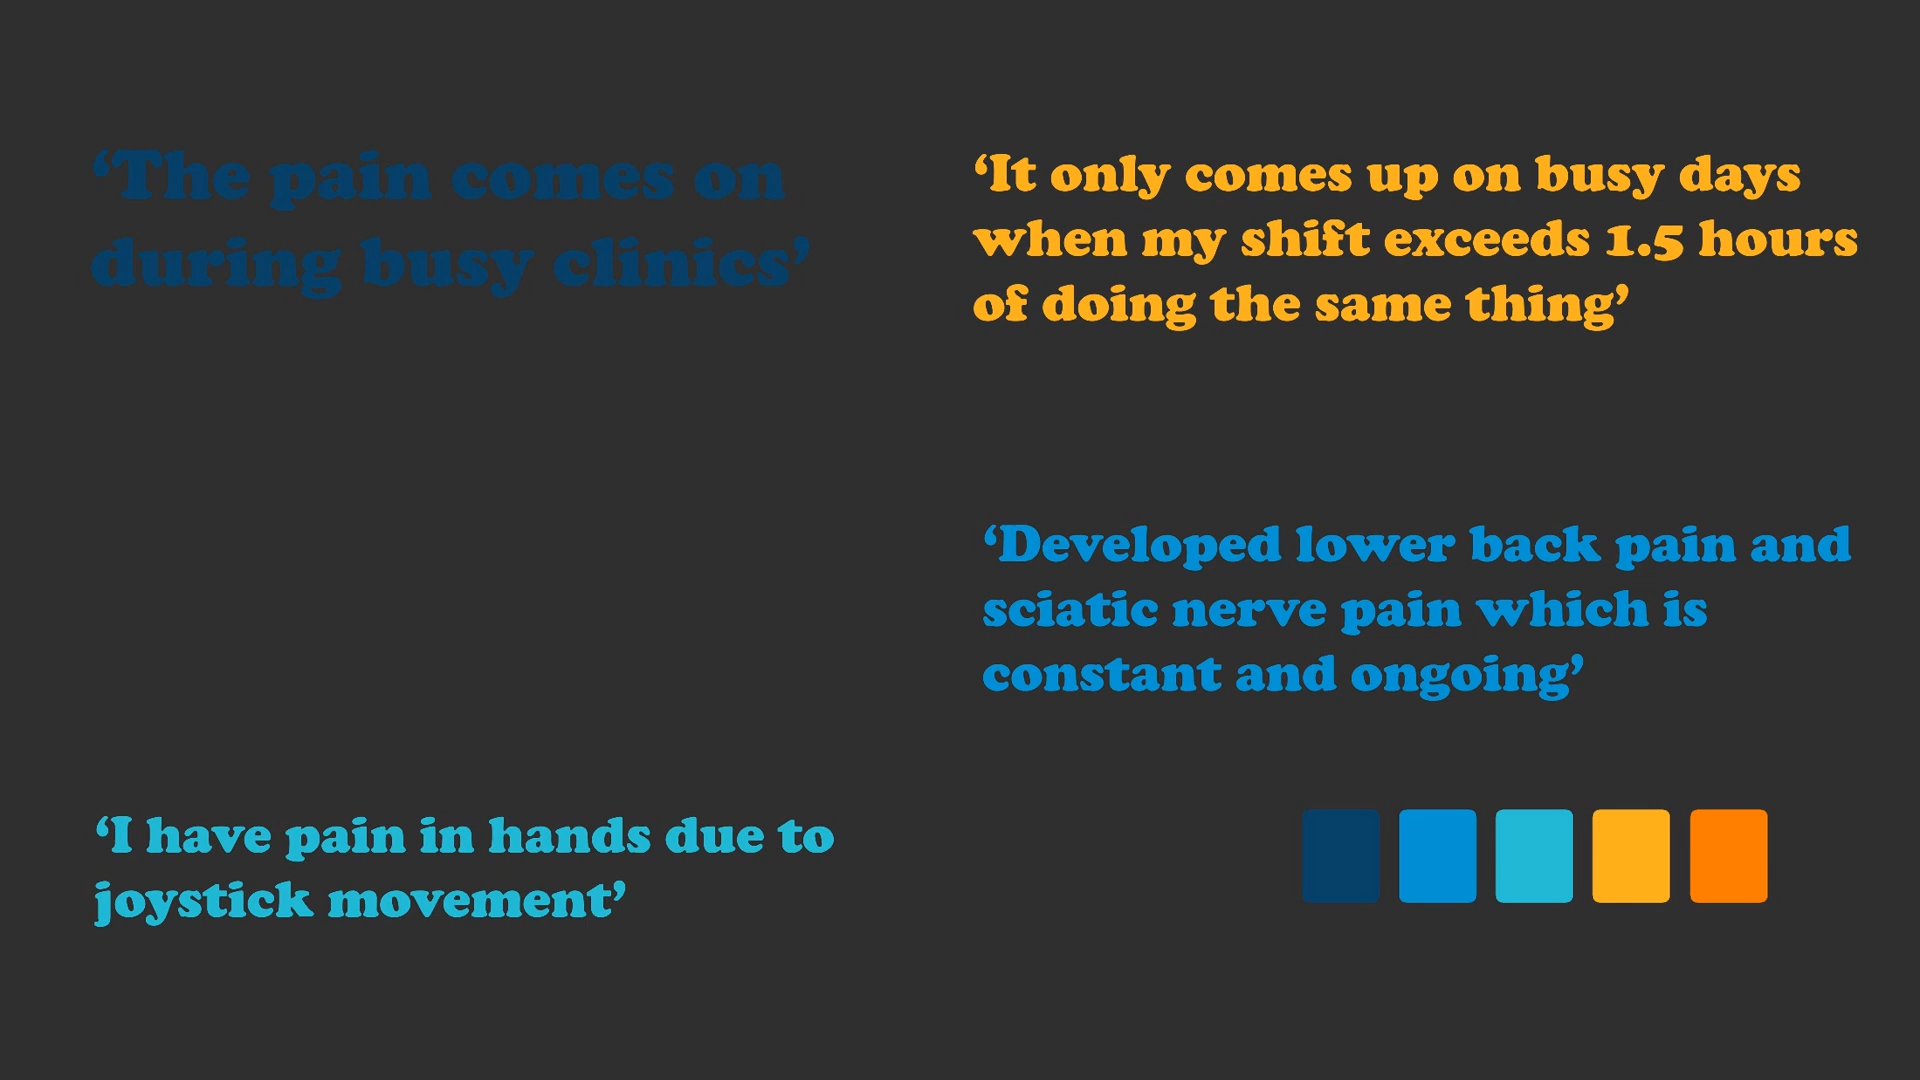 ‘The pain comes on
during busy clinics’
‘It only comes up on busy days
when my shift exceeds 1.5 hours
of doing the same thing’
‘Developed lower back pain and
sciatic nerve pain which is
constant and ongoing’
‘I have pain in hands due to
joystick movement’